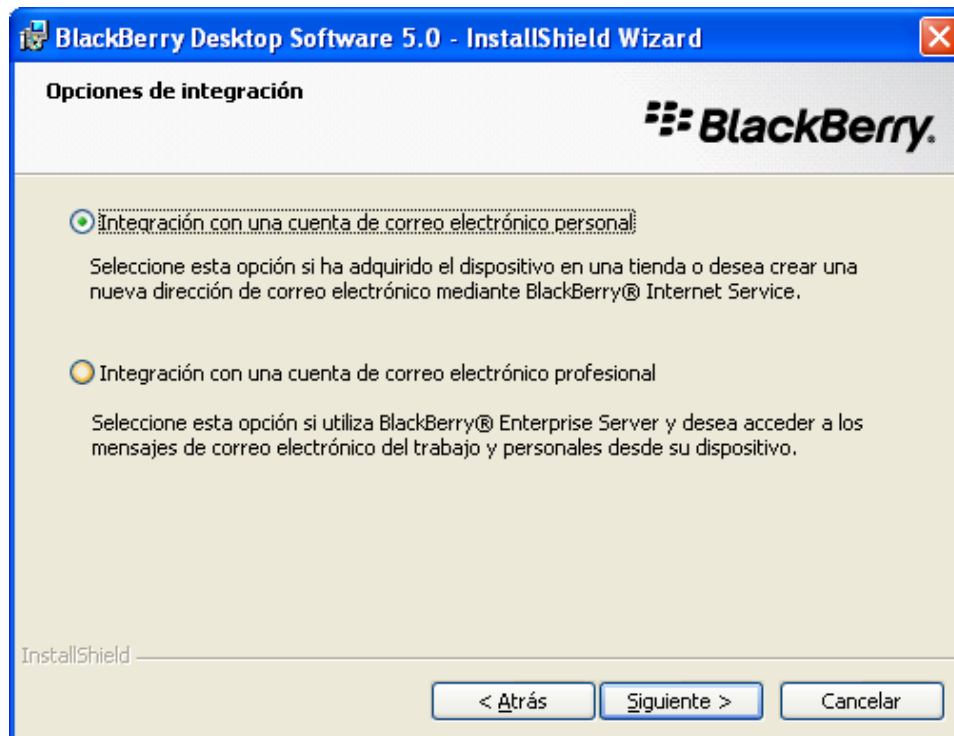 BlackBerry Desktop Software 5.0 - InstallShield Wizard
Opciones de integración
BlackBerry.
Integración con una cuenta de correo electrónico personal
Seleccione esta opción si ha adquirido el dispositivo en una tienda o desea crear una
nueva dirección de correo electrónico mediante BlackBerry® Internet Service.
Integración con una cuenta de correo electrónico profesional
Seleccione esta opción si utiliza BlackBerry® Enterprise Server y desea acceder a los
mensajes de correo electrónico del trabajo y personales desde su dispositivo.
InstallShield
< Atrás
Siguiente >
Cancelar